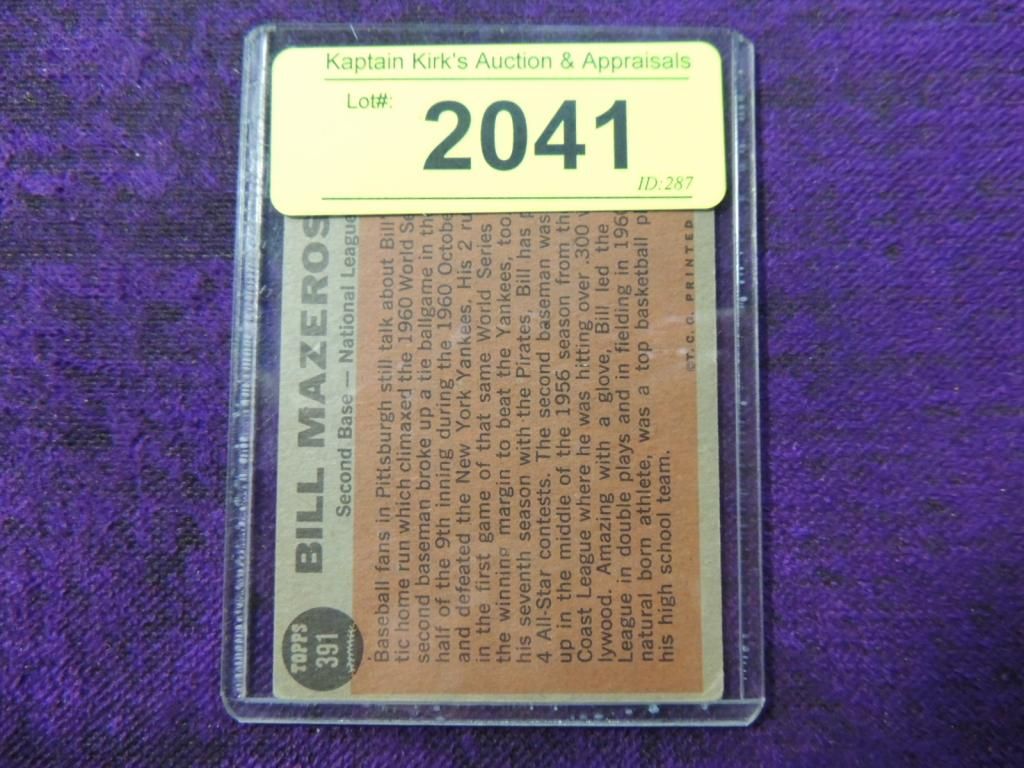 Kaptain Kirk's Auction & Appraisals
Lot#:
2041
ID:287
TOPPS
391
BILL MAZEROS
Second Base — National League
Baseball fans in Pittsburgh still talk about Bill'
tic home run which climaxed the 1960 World Se
second baseman broke up a tie ballgame in the
half of the 9th inning during the 1960 Octobe
and defeated the New York Yankees. His 2 ru
in the first game of that same World Series
the winning margin to beat the Yankees, too.
his seventh season with the Pirates, Bill has p
4 All-Star contests. The second baseman was
up in the middle of the 1956 season from th
Coast League where he was hitting over .300 w
lywood. Amazing with a glove, Bill led the
League in double plays and in fielding in 196
natural born athlete, was a top basketball pl
his high school team.
©T. C. G. PRINTED